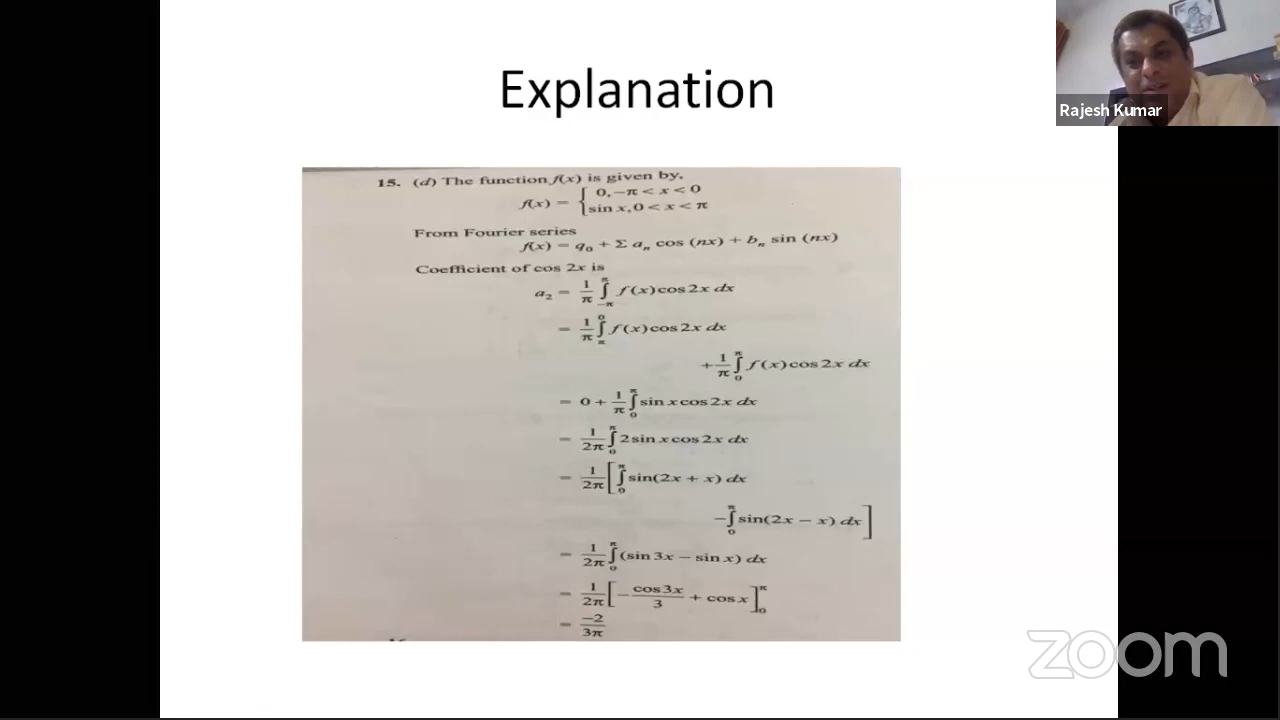 Explanation
Rajesh Kumar
15. (d) The function f(x) is given by,
f(x) = { 0, −π < x < 0
sin x, 0 < x < π
From Fourier series
f(x) = q₀ + Σ aₙ cos (nx) + bₙ sin (nx)
Coefficient of cos 2x is
a₂ = 1/π ∫_{−π}^{π} f(x) cos 2x dx
= 1/π ∫_{π}^{0} f(x) cos 2x dx
+ 1/π ∫_{0}^{π} f(x) cos 2x dx
= 0 + 1/π ∫_{0}^{π} sin x cos 2x dx
= 1/2π ∫_{0}^{π} 2 sin x cos 2x dx
= 1/2π [ ∫_{0}^{π} sin(2x + x) dx
− ∫_{0}^{π} sin(2x − x) dx ]
= 1/2π ∫_{0}^{π} (sin 3x − sin x) dx
= 1/2π [ − cos 3x/3 + cos x ]_{0}^{π}
= −2/3π
zoom